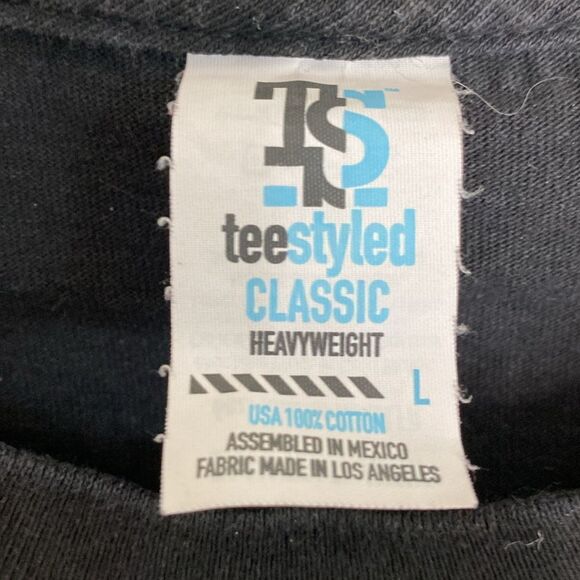 TS
teestyled
CLASSIC
HEAVYWEIGHT
L
USA 100% COTTON
ASSEMBLED IN MEXICO
FABRIC MADE IN LOS ANGELES